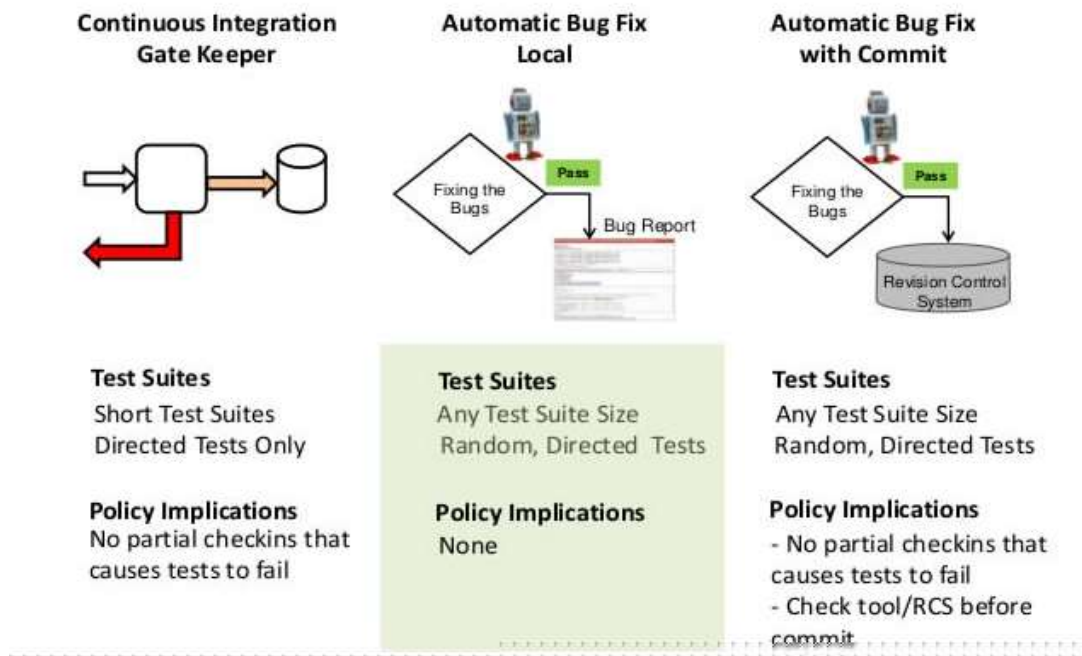 Continuous Integration
Gate Keeper
Automatic Bug Fix
Local
Automatic Bug Fix
with Commit
Fixing the
Bugs
Pass
Bug Report
Fixing the
Bugs
Pass
Revision Control
System
Test Suites
Short Test Suites
Directed Tests Only
Policy Implications
No partial checkins that
causes tests to fail
Test Suites
Any Test Suite Size
Random, Directed Tests
Policy Implications
None
Test Suites
Any Test Suite Size
Random, Directed Tests
Policy Implications
- No partial checkins that
causes tests to fail
- Check tool/RCS before
commit